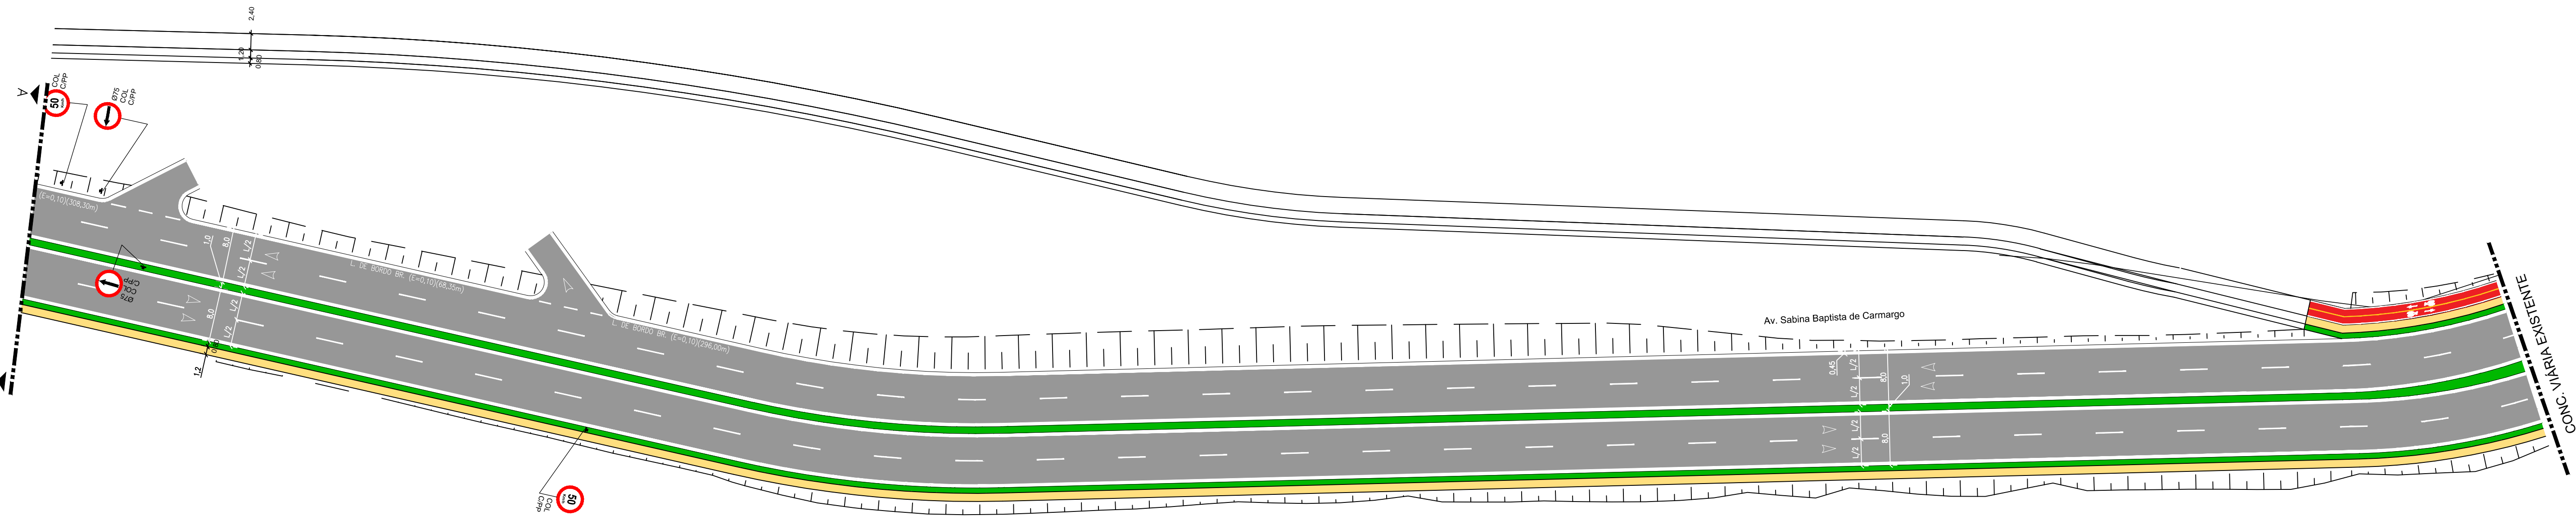 2,40
1,20
0,80
A
50
COL
C/PP
Ø75
COL
C/PP
(E=0,10)(308,30m)
1,0
8,0
L/2
L/2
L/2
L/2
8,0
Ø75
COL
C/PP
1,2
L. DE BORDO BR. (E=0,10)(68,35m)
L. DE BORDO BR. (E=0,10)(296,00m)
50
COL
C/PP
Av. Sabina Baptista de Carmargo
0,45
L/2
L/2
8,0
1,0
L/2
L/2
8,0
CONC. VIÁRIA EXISTENTE